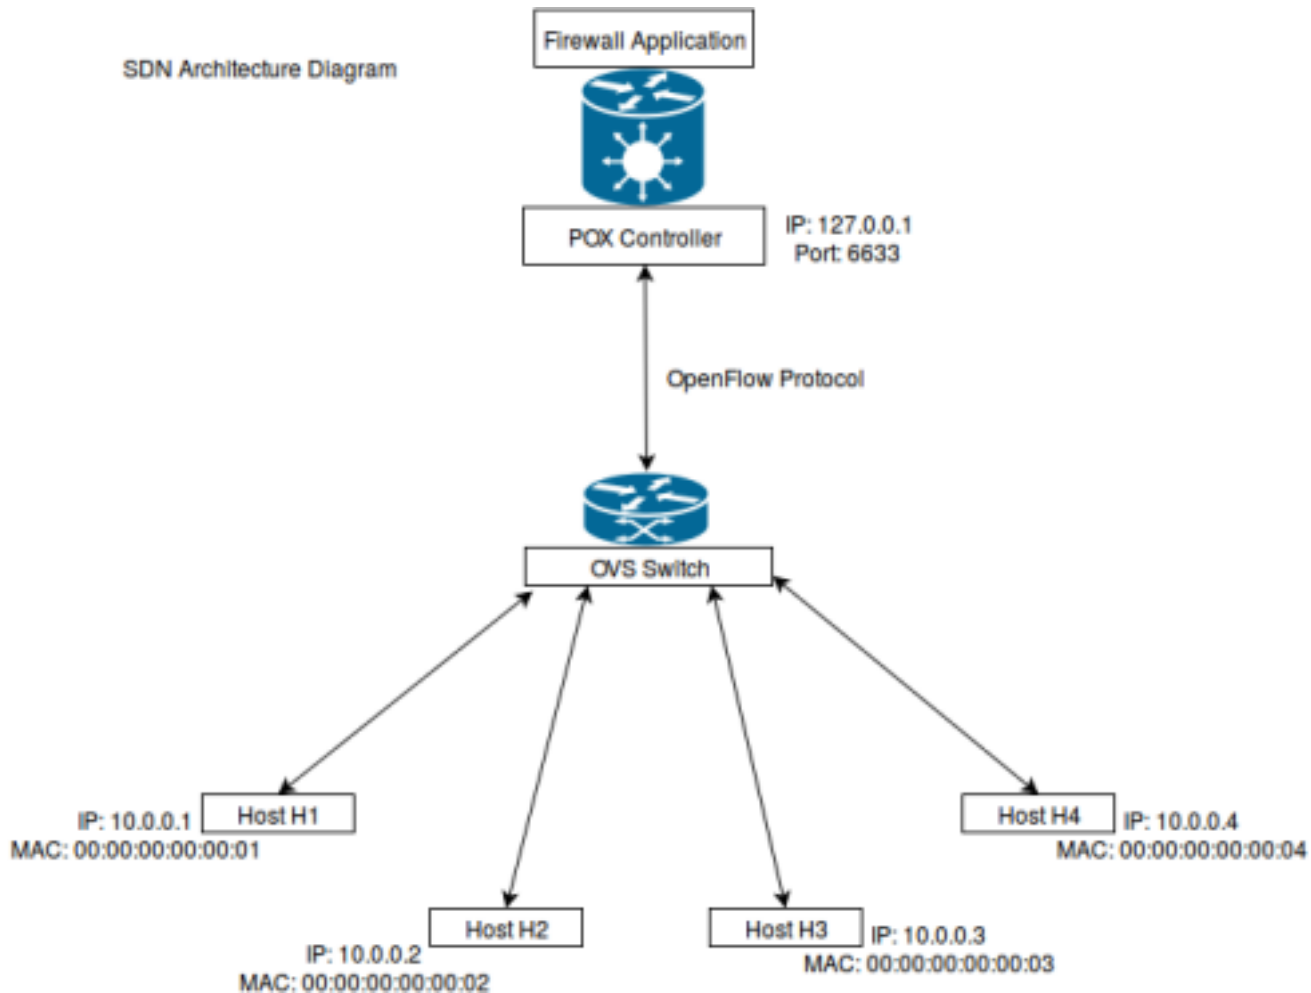 Firewall Application
SDN Architecture Diagram
POX Controller
IP: 127.0.0.1
Port: 6633
OpenFlow Protocol
OVS Switch
Host H1
IP: 10.0.0.1
MAC: 00:00:00:00:00:01
Host H4
IP: 10.0.0.4
MAC: 00:00:00:00:00:04
Host H2
IP: 10.0.0.2
MAC: 00:00:00:00:00:02
Host H3
IP: 10.0.0.3
MAC: 00:00:00:00:00:03